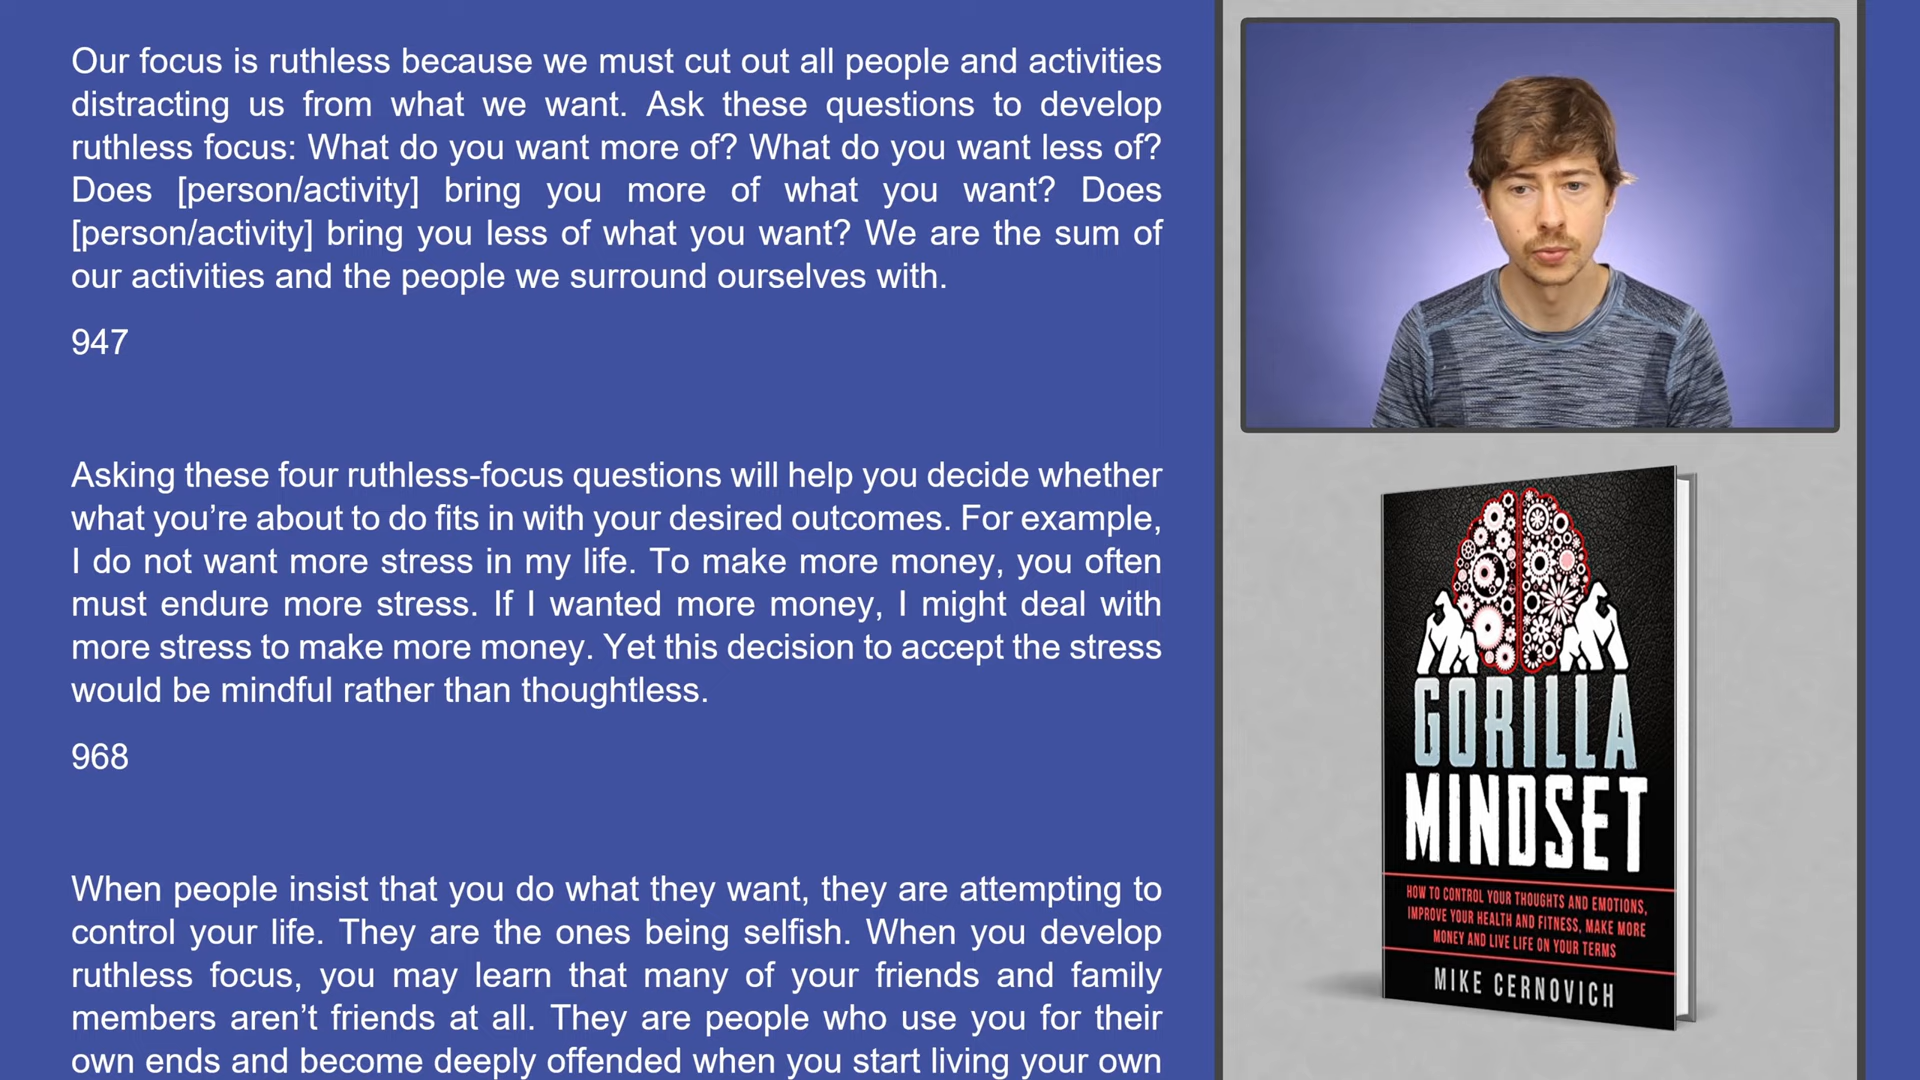 Our focus is ruthless because we must cut out all people and activities
distracting us from what we want. Ask these questions to develop
ruthless focus: What do you want more of? What do you want less of?
Does [person/activity] bring you more of what you want? Does
[person/activity] bring you less of what you want? We are the sum of
our activities and the people we surround ourselves with.
947
Asking these four ruthless-focus questions will help you decide whether
what you’re about to do fits in with your desired outcomes. For example,
I do not want more stress in my life. To make more money, you often
must endure more stress. If I wanted more money, I might deal with
more stress to make more money. Yet this decision to accept the stress
would be mindful rather than thoughtless.
968
When people insist that you do what they want, they are attempting to
control your life. They are the ones being selfish. When you develop
ruthless focus, you may learn that many of your friends and family
members aren’t friends at all. They are people who use you for their
own ends and become deeply offended when you start living your own
GORILLA
MINDSET
HOW TO CONTROL YOUR THOUGHTS AND EMOTIONS,
IMPROVE YOUR HEALTH AND FITNESS, MAKE MORE
MONEY AND LIVE LIFE ON YOUR TERMS
MIKE CERNOVICH